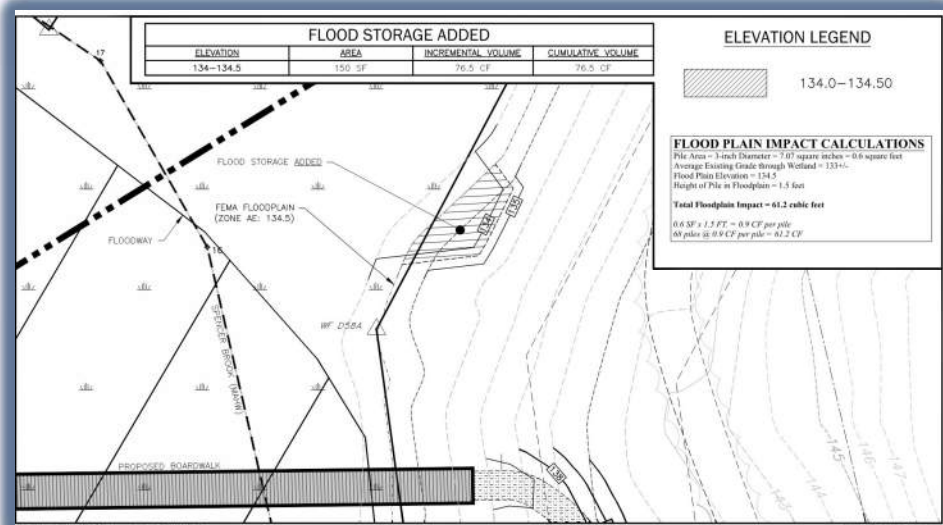 FLOOD STORAGE ADDED
ELEVATION AREA INCREMENTAL VOLUME CUMULATIVE VOLUME
134-134.5 150 SF 76.5 CF 76.5 CF
ELEVATION LEGEND
134.0-134.50
FLOOD PLAIN IMPACT CALCULATIONS
Pile Area = 3-inch Diameter = 7.07 square inches = 0.6 square feet
Average Existing Grade through Wetland = 133+/-
Flood Plain Elevation = 134.5
Height of Pile in Floodplain = 1.5 feet
Total Floodplain Impact = 61.2 cubic feet
0.6 SF x 1.5 FT. = 0.9 CF per pile
68 piles @ 0.9 CF per pile = 61.2 CF
17
FLOOD STORAGE ADDED
FEMA FLOODPLAIN
(ZONE AE: 134.5)
134
135
FLOODWAY
16
SPENCER BROOK (MAHW)
WF D58A
PROPOSED BOARDWALK
138
143
144
145
146
147